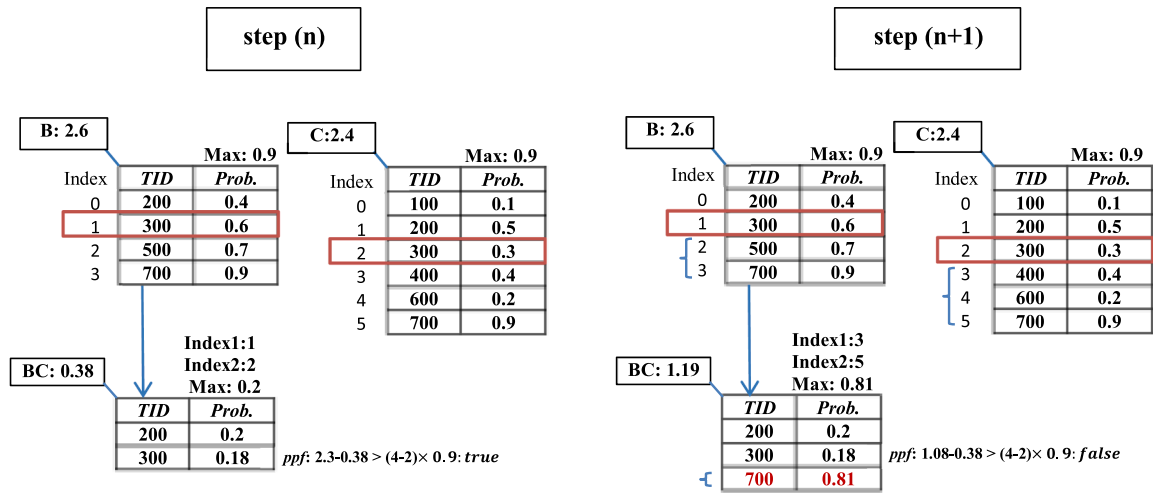 step (n)
B: 2.6
Max: 0.9
Index TID Prob.
0 200 0.4
1 300 0.6
2 500 0.7
3 700 0.9
C:2.4
Max: 0.9
Index TID Prob.
0 100 0.1
1 200 0.5
2 300 0.3
3 400 0.4
4 600 0.2
5 700 0.9
Index1:1
Index2:2
BC: 0.38
Max: 0.2
TID Prob.
200 0.2
300 0.18
ppf: 2.3-0.38 > (4-2)× 0.9: true
step (n+1)
B: 2.6
Max: 0.9
Index TID Prob.
0 200 0.4
1 300 0.6
2 500 0.7
3 700 0.9
C:2.4
Max: 0.9
Index TID Prob.
0 100 0.1
1 200 0.5
2 300 0.3
3 400 0.4
4 600 0.2
5 700 0.9
Index1:3
Index2:5
BC: 1.19
Max: 0.81
TID Prob.
200 0.2
300 0.18
700 0.81
ppf: 1.08-0.38 > (4-2)× 0.9: false